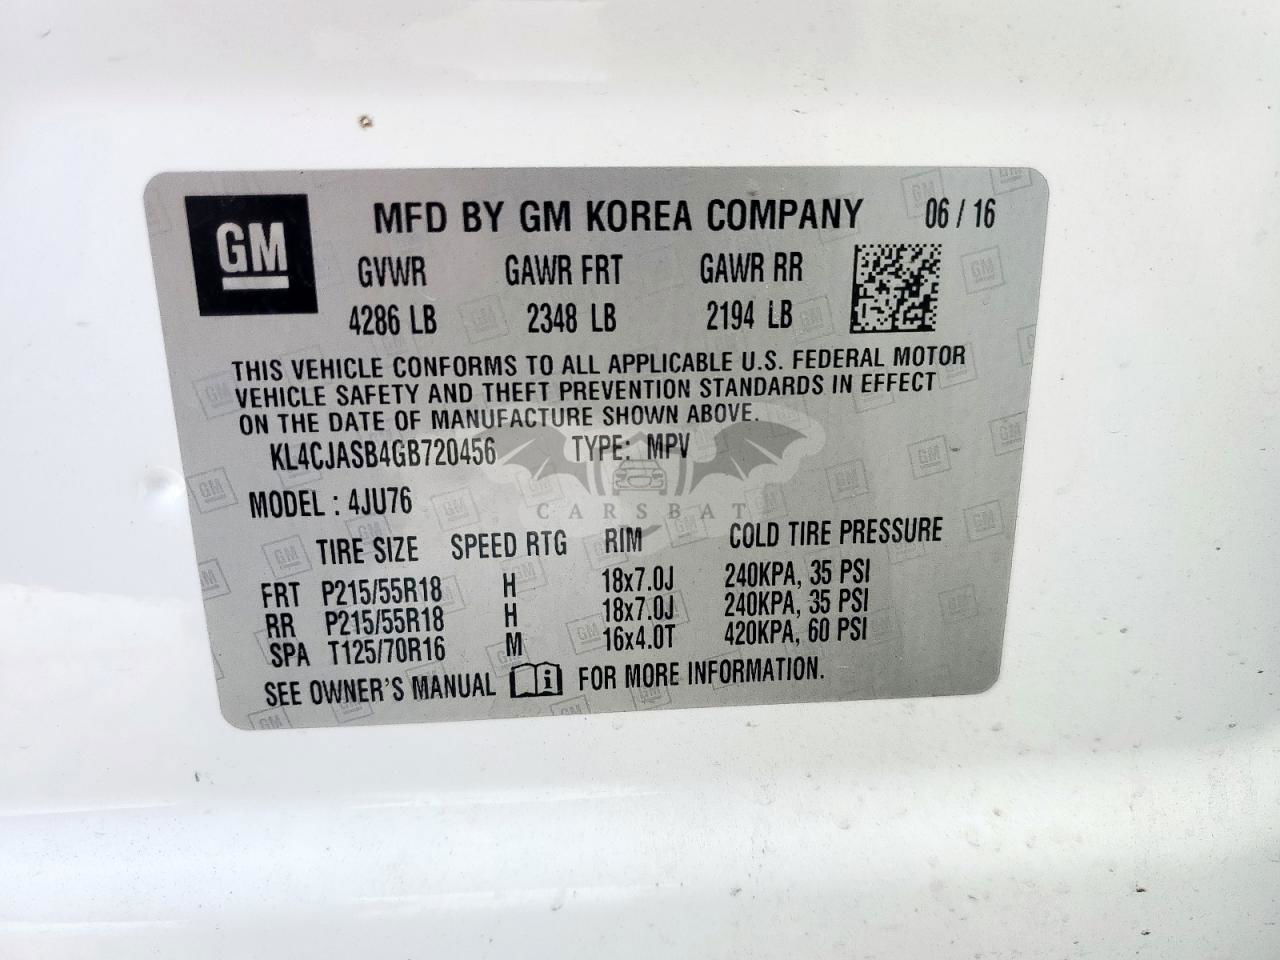 GM
MFD BY GM KOREA COMPANY 06 / 16
GVWR GAWR FRT GAWR RR
4286 LB 2348 LB 2194 LB
THIS VEHICLE CONFORMS TO ALL APPLICABLE U.S. FEDERAL MOTOR
VEHICLE SAFETY AND THEFT PREVENTION STANDARDS IN EFFECT
ON THE DATE OF MANUFACTURE SHOWN ABOVE.
KL4CJASB4GB720456 TYPE: MPV
MODEL : 4JU76
CARSBAT
TIRE SIZE SPEED RTG RIM COLD TIRE PRESSURE
FRT P215/55R18 H 18x7.0J 240KPA, 35 PSI
RR P215/55R18 H 18x7.0J 240KPA, 35 PSI
SPA T125/70R16 M 16x4.0T 420KPA, 60 PSI
SEE OWNER'S MANUAL FOR MORE INFORMATION.